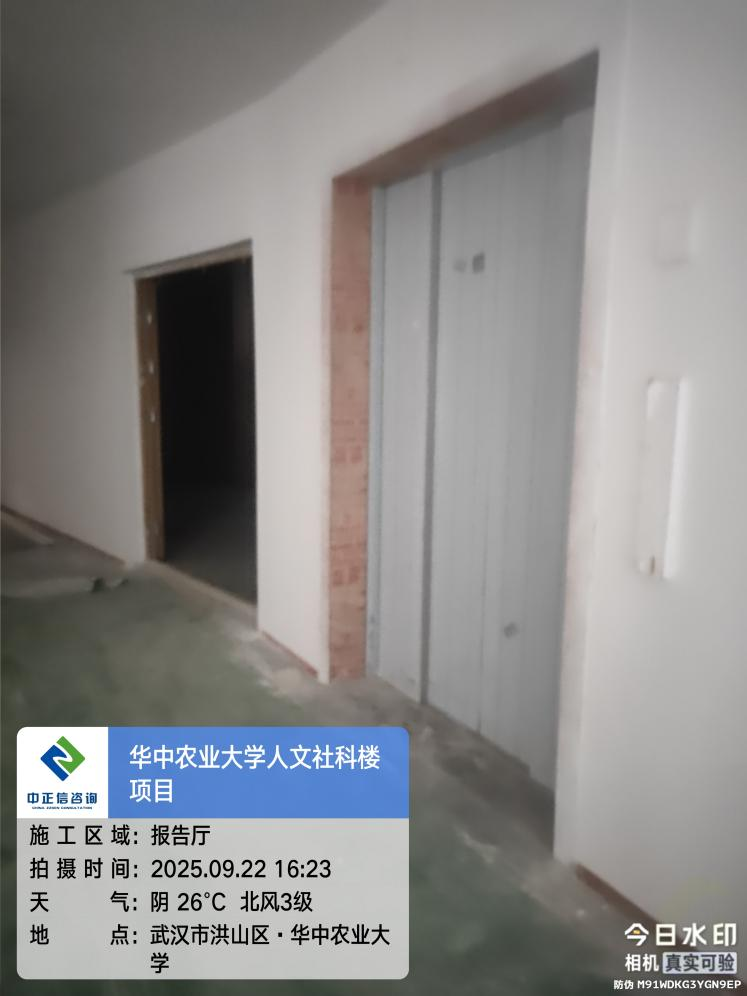 华中农业大学人文社科楼
项目
中正信咨询
施工区域：报告厅
拍摄时间：2025.09.22 16:23
天气：阴 26°C 北风3级
地点：武汉市洪山区·华中农业大
学
今日水印
相机 真实可验
防伪 M91WDKG3YGN9EP